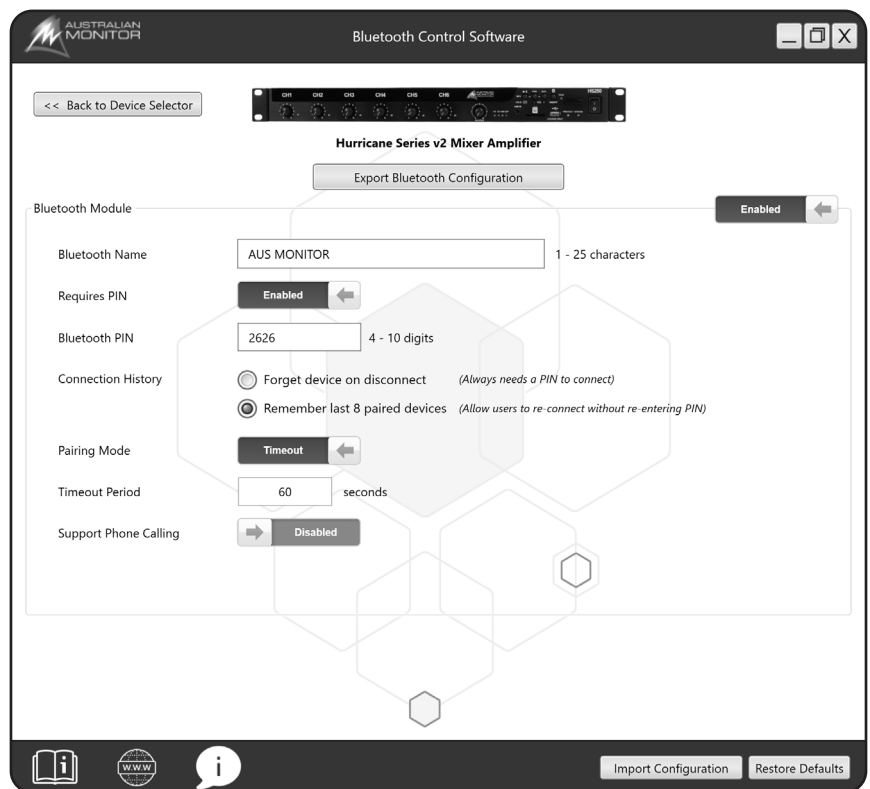 AUSTRALIAN
MONITOR
Bluetooth Control Software
X
<< Back to Device Selector
CH1 CH2 CH3 CH4 CH5 CH6 HS250
Hurricane Series v2 Mixer Amplifier
Export Bluetooth Configuration
Bluetooth Module
Enabled
Bluetooth Name AUS MONITOR 1 - 25 characters
Requires PIN Enabled
Bluetooth PIN 2626 4 - 10 digits
Connection History Forget device on disconnect (Always needs a PIN to connect)
Remember last 8 paired devices (Allow users to re-connect without re-entering PIN)
Pairing Mode Timeout
Timeout Period 60 seconds
Support Phone Calling Disabled
i www i Import Configuration Restore Defaults